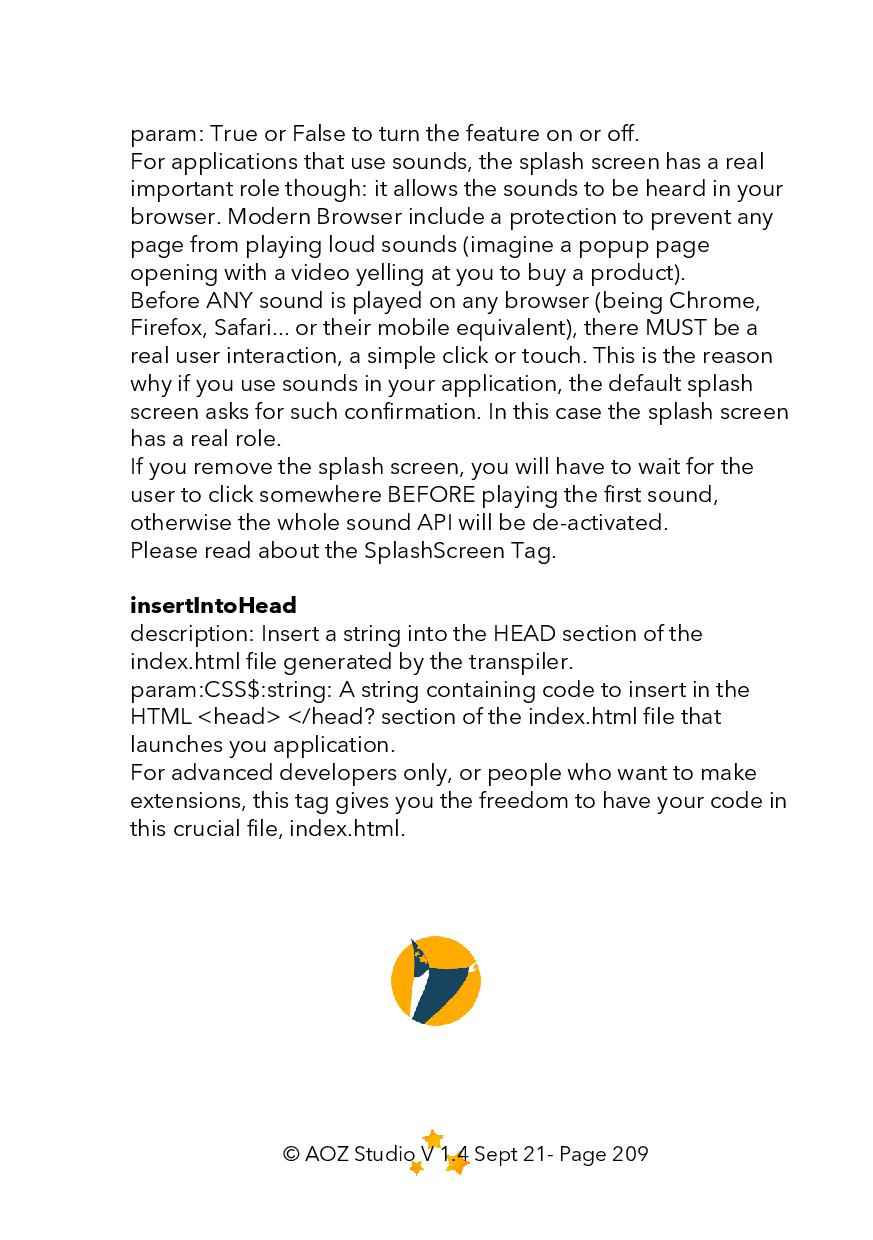 param: True or False to turn the feature on or off.
For applications that use sounds, the splash screen has a real
important role though: it allows the sounds to be heard in your
browser. Modern Browser include a protection to prevent any
page from playing loud sounds (imagine a popup page
opening with a video yelling at you to buy a product).
Before ANY sound is played on any browser (being Chrome,
Firefox, Safari... or their mobile equivalent), there MUST be a
real user interaction, a simple click or touch. This is the reason
why if you use sounds in your application, the default splash
screen asks for such confirmation. In this case the splash screen
has a real role.
If you remove the splash screen, you will have to wait for the
user to click somewhere BEFORE playing the first sound,
otherwise the whole sound API will be de-activated.
Please read about the SplashScreen Tag.
insertIntoHead
description: Insert a string into the HEAD section of the
index.html file generated by the transpiler.
param:CSS$:string: A string containing code to insert in the
HTML <head> </head? section of the index.html file that
launches you application.
For advanced developers only, or people who want to make
extensions, this tag gives you the freedom to have your code in
this crucial file, index.html.
© AOZ Studio V 1.4 Sept 21- Page 209